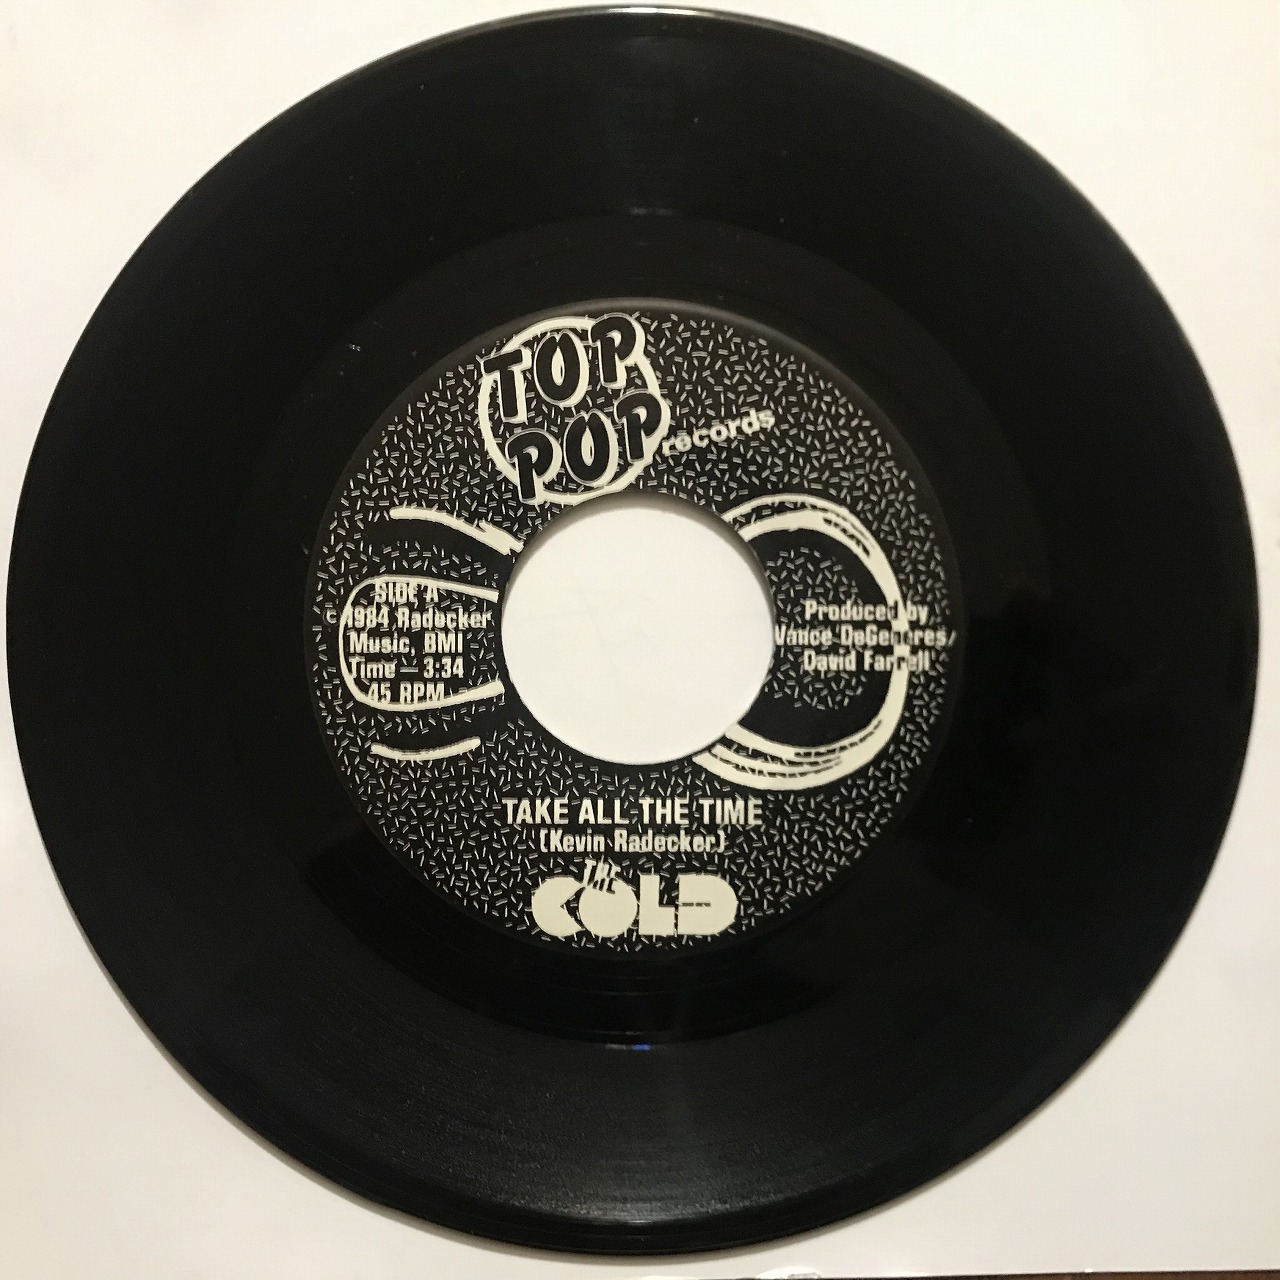 TOP
POP
records
SIDE A
© 1984 Radecker
Music, BMI
Time – 3:34
45 RPM
Produced by
Vance DeGeneres/
David Farrell
TAKE ALL THE TIME
(Kevin Radecker)
THE
COLD